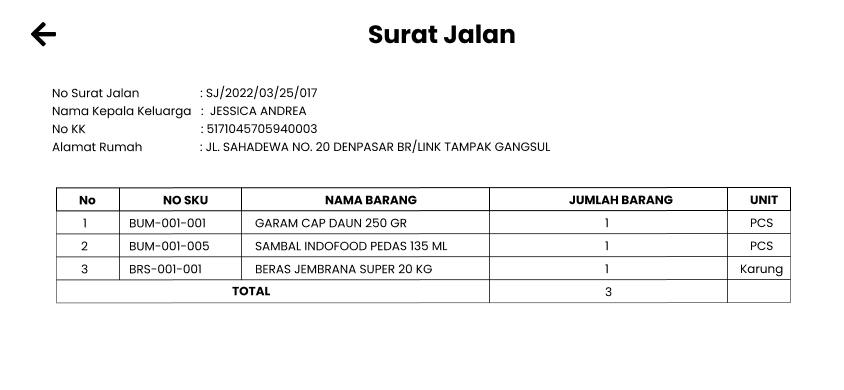 Surat Jalan
No Surat Jalan : SJ/2022/03/25/017
Nama Kepala Keluarga : JESSICA ANDREA
No KK : 5171045705940003
Alamat Rumah : JL. SAHADEWA NO. 20 DENPASAR BR/LINK TAMPAK GANGSUL
No NO SKU NAMA BARANG JUMLAH BARANG UNIT
1 BUM-001-001 GARAM CAP DAUN 250 GR 1 PCS
2 BUM-001-005 SAMBAL INDOFOOD PEDAS 135 ML 1 PCS
3 BRS-001-001 BERAS JEMBRANA SUPER 20 KG 1 Karung
TOTAL 3